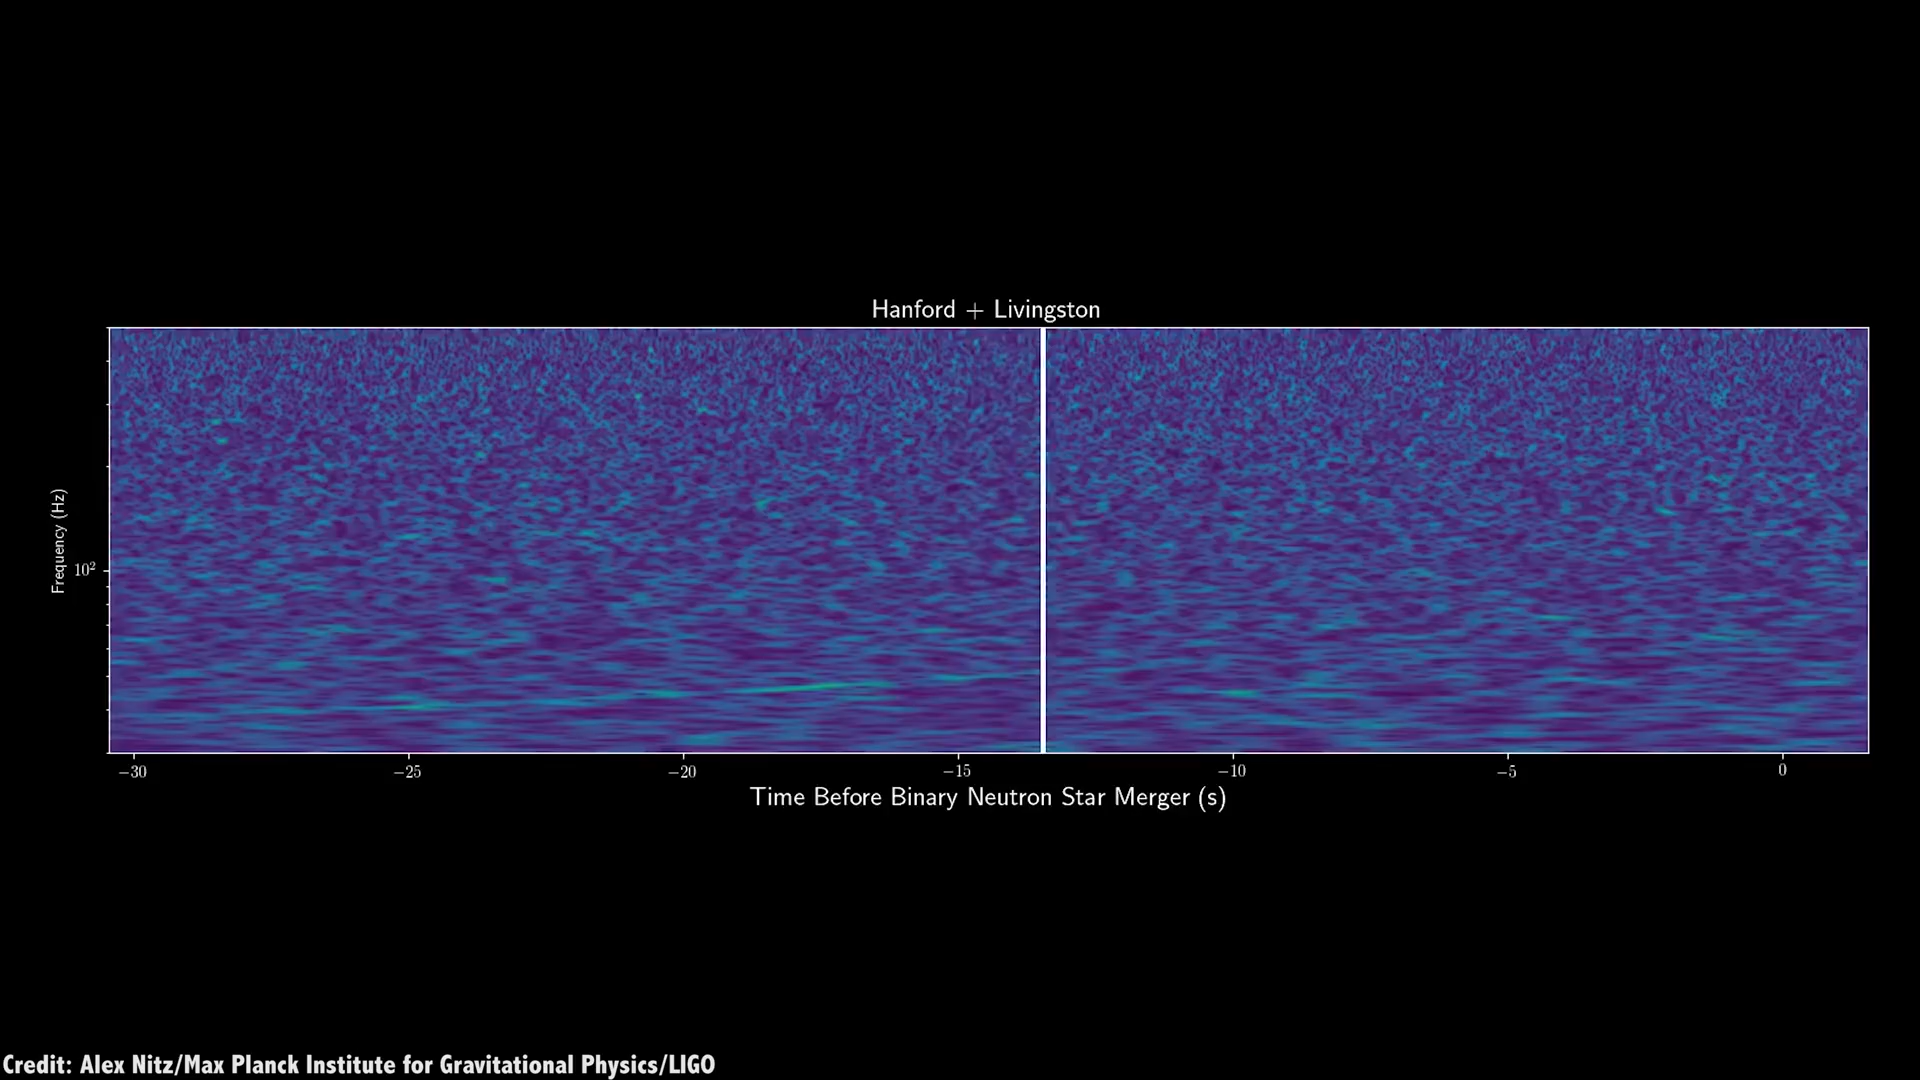 Hanford + Livingston
Frequency (Hz)
10²
−30 −25 −20 −15 −10 −5 0
Time Before Binary Neutron Star Merger (s)
Credit: Alex Nitz/Max Planck Institute for Gravitational Physics/LIGO